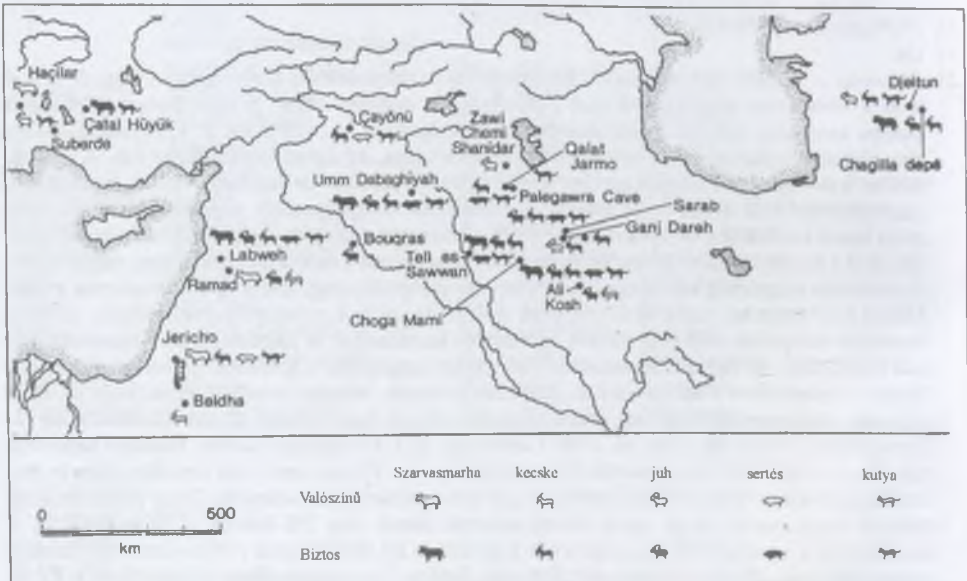 Haçilar
Çatal Hüyük
Suberde
Çayönü
Zawi
Chemi
Shanidar
Qalat
Jarmo
Djeitun
Chagilla depé
Umm Dabaghiyah
Palegawra Cave
Sarab
Ganj Dareh
Labweh
Bouqras
Tell es-
Sawwan
Ramad
Ali
Kosh
Choga Mami
Jericho
Beidha
Szarvasmarha kecske juh sertés kutya
Valószínű
0 500
km
Biztos